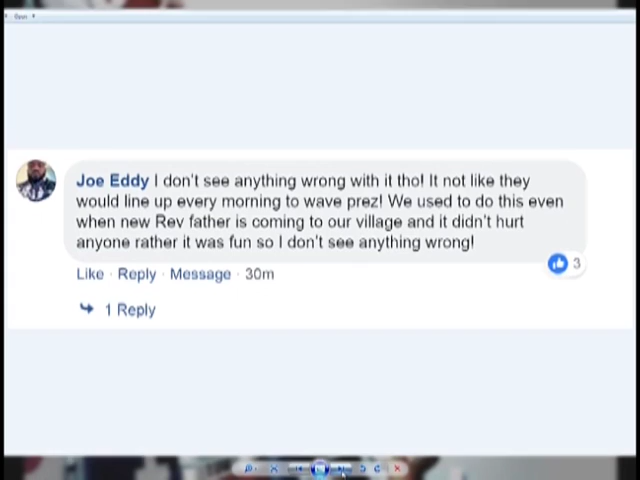 Open
Joe Eddy I don't see anything wrong with it tho! It not like they
would line up every morning to wave prez! We used to do this even
when new Rev father is coming to our village and it didn't hurt
anyone rather it was fun so I don't see anything wrong!
3
Like · Reply · Message · 30m
1 Reply